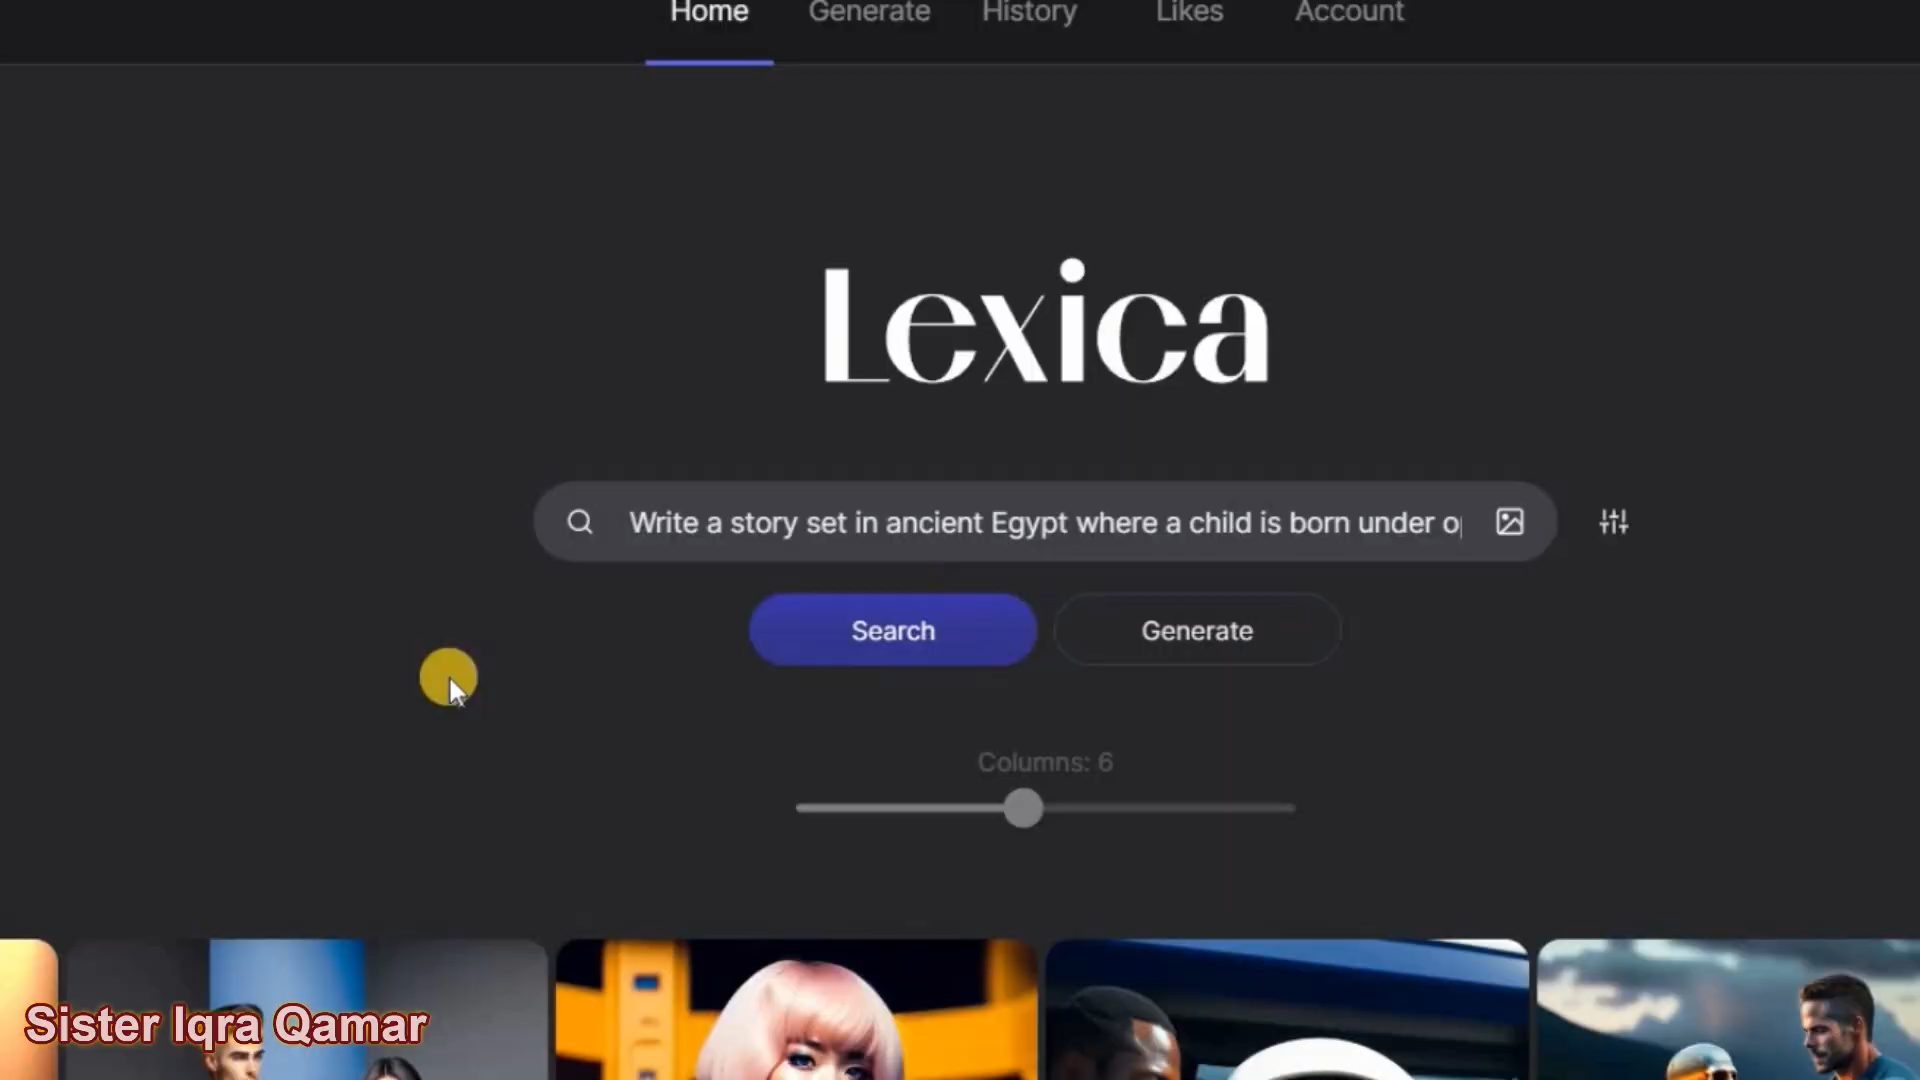 Home Generate History Likes Account
Lexica
Write a story set in ancient Egypt where a child is born under o
Search Generate
Columns: 6
Sister Iqra Qamar